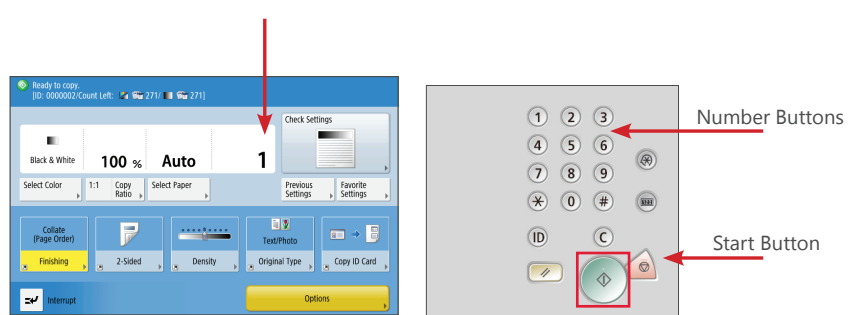 Ready to copy.
[ID: 0000002/Count Left: 271/ 271]
Check Settings
Black & White
100 %
Auto
1
Select Color
1:1
Copy
Ratio
Select Paper
Previous
Settings
Favorite
Settings
Collate
(Page Order)
Text/Photo
Finishing
2-Sided
Density
Original Type
Copy ID Card
Interrupt
Options
1 2 3
4 5 6
7 8 9
* 0 #
ID C
Number Buttons
Start Button